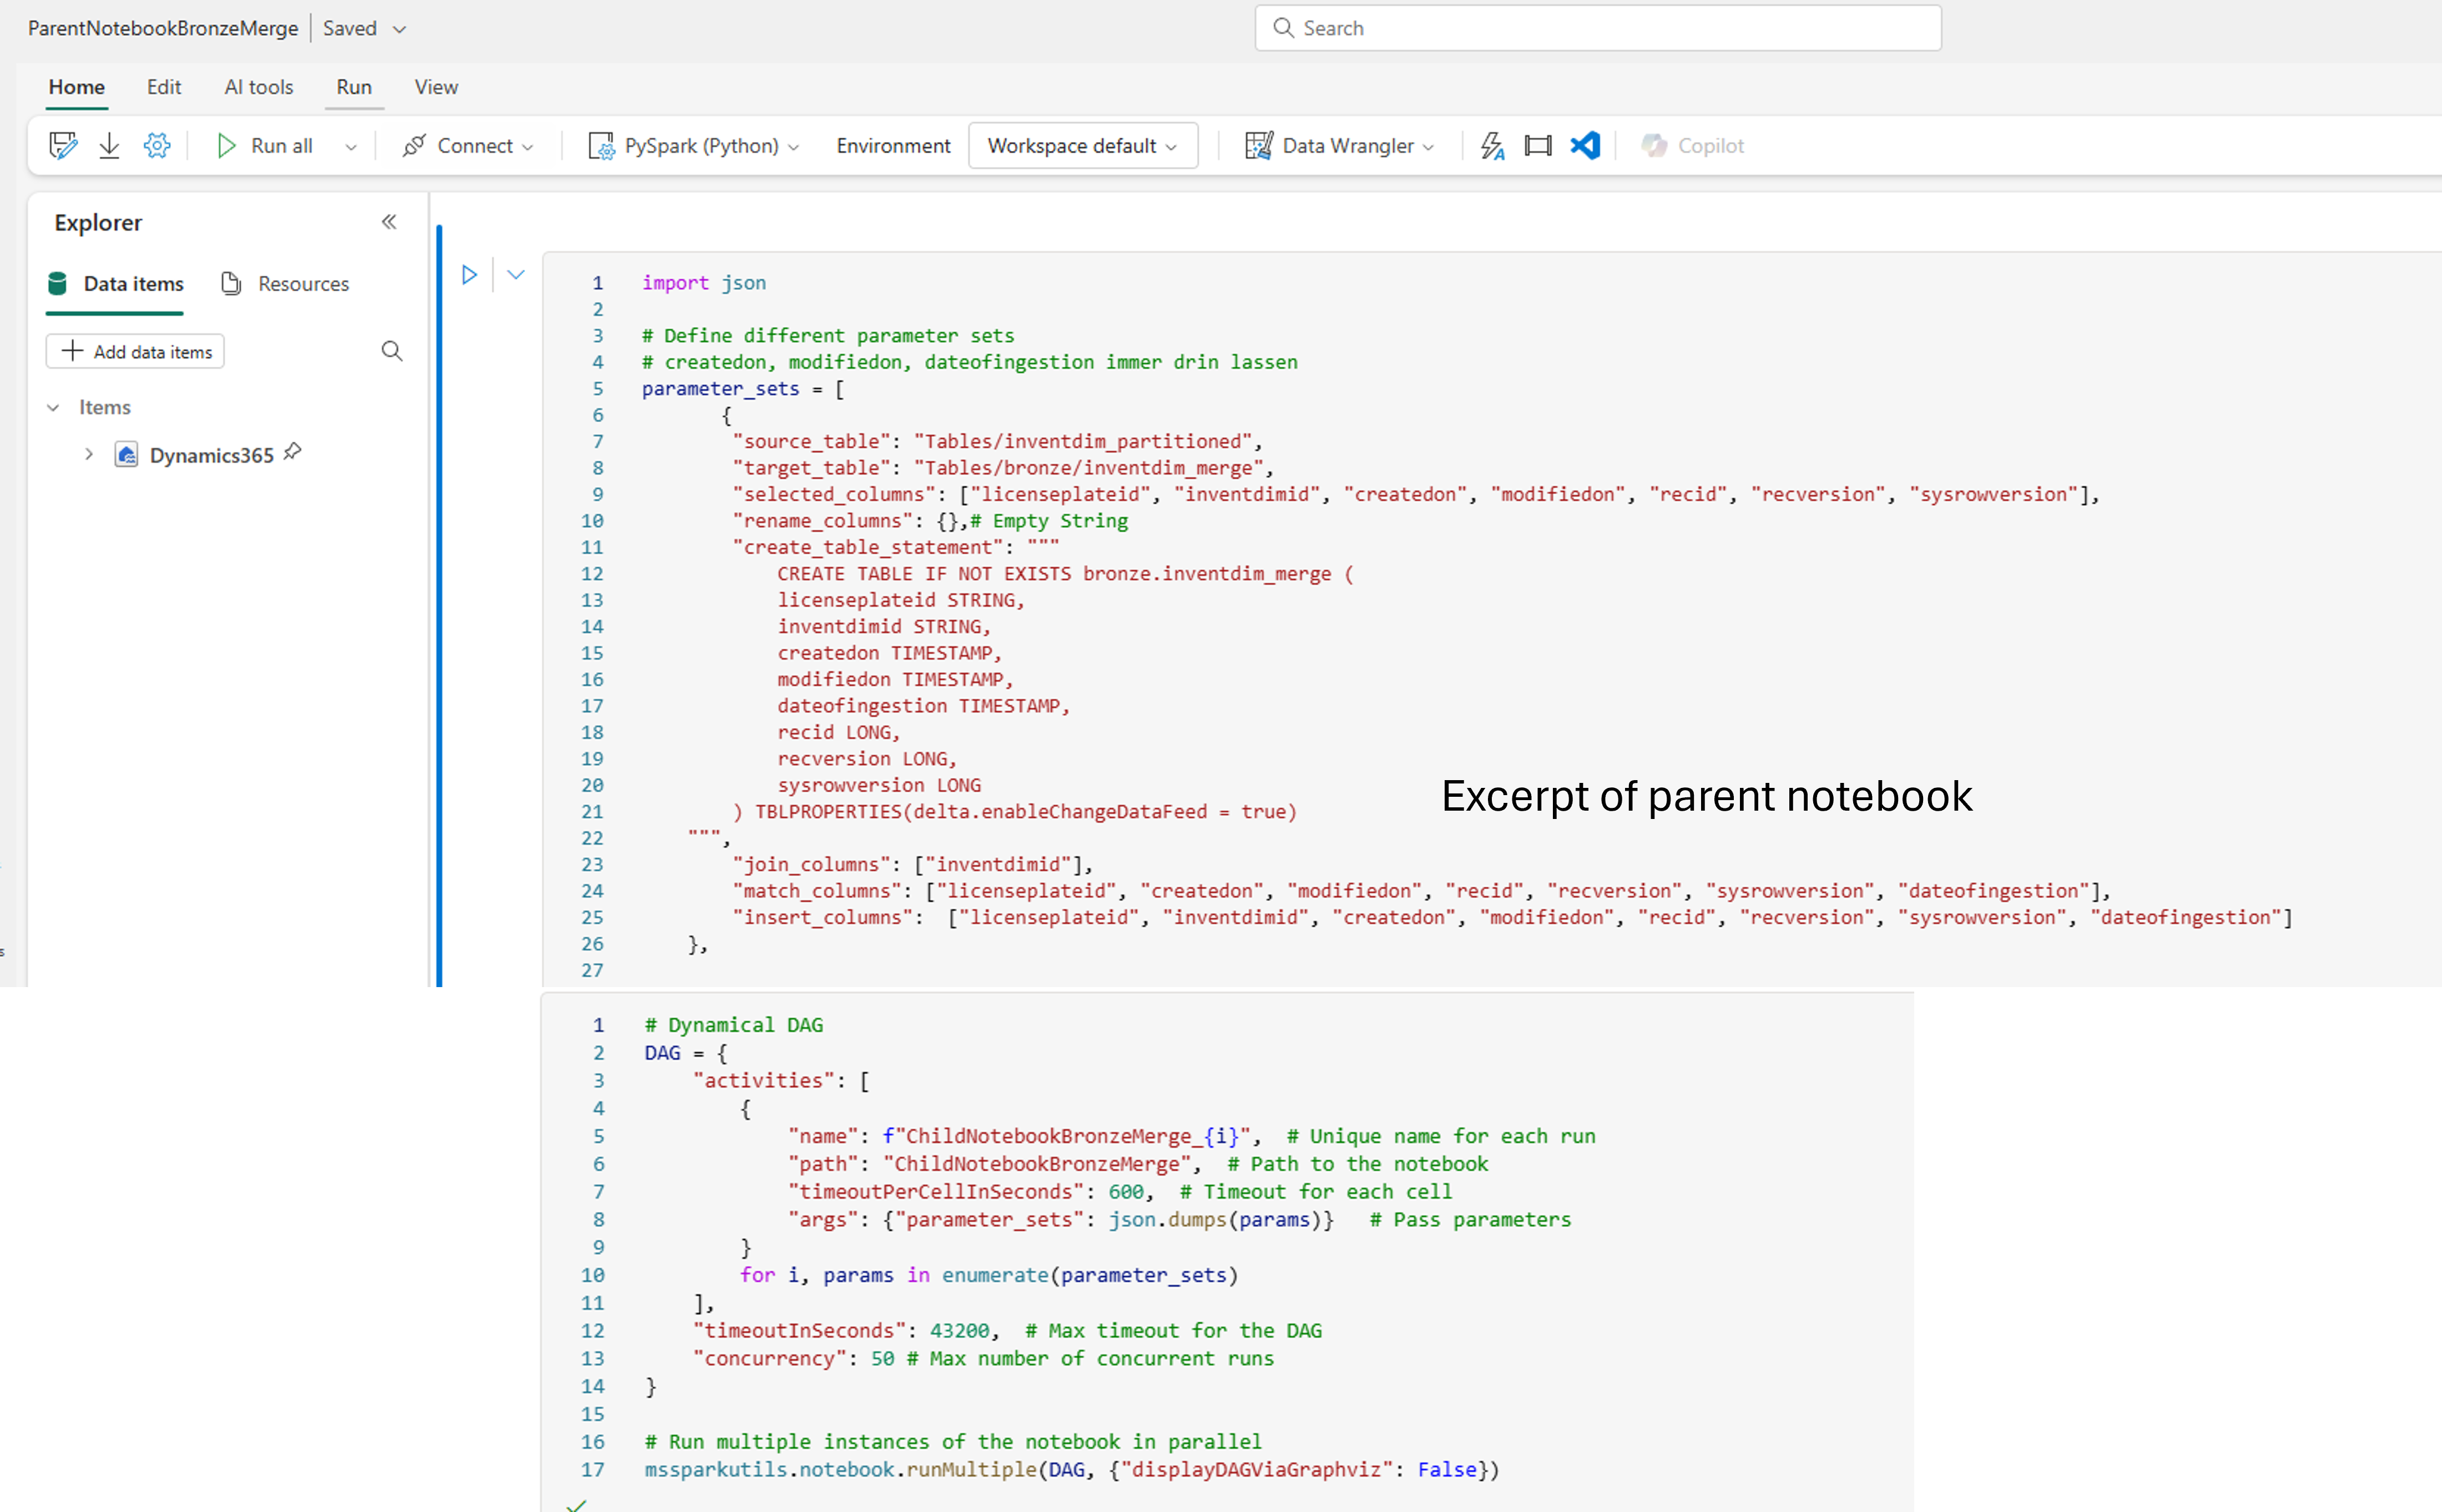 ParentNotebookBronzeMerge | Saved
Search
Home Edit AI tools Run View
Run all Connect PySpark (Python) Environment Workspace default Data Wrangler Copilot
Explorer
Data items Resources
Add data items
Items
Dynamics365
1 import json
2
3 # Define different parameter sets
4 # createdon, modifiedon, dateofingestion immer drin lassen
5 parameter_sets = [
6 {
7 "source_table": "Tables/inventdim_partitioned",
8 "target_table": "Tables/bronze/inventdim_merge",
9 "selected_columns": ["licenseplateid", "inventdimid", "createdon", "modifiedon", "recid", "recversion", "sysrowversion"],
10 "rename_columns": {},# Empty String
11 "create_table_statement": """
12 CREATE TABLE IF NOT EXISTS bronze.inventdim_merge (
13 licenseplateid STRING,
14 inventdimid STRING,
15 createdon TIMESTAMP,
16 modifiedon TIMESTAMP,
17 dateofingestion TIMESTAMP,
18 recid LONG,
19 recversion LONG,
20 sysrowversion LONG
21 ) TBLPROPERTIES(delta.enableChangeDataFeed = true)
22 """,
23 "join_columns": ["inventdimid"],
24 "match_columns": ["licenseplateid", "createdon", "modifiedon", "recid", "recversion", "sysrowversion", "dateofingestion"],
25 "insert_columns": ["licenseplateid", "inventdimid", "createdon", "modifiedon", "recid", "recversion", "sysrowversion", "dateofingestion"]
26 },
27
Excerpt of parent notebook
1 # Dynamical DAG
2 DAG = {
3 "activities": [
4 {
5 "name": f"ChildNotebookBronzeMerge_{i}", # Unique name for each run
6 "path": "ChildNotebookBronzeMerge", # Path to the notebook
7 "timeoutPerCellInSeconds": 600, # Timeout for each cell
8 "args": {"parameter_sets": json.dumps(params)} # Pass parameters
9 }
10 for i, params in enumerate(parameter_sets)
11 ],
12 "timeoutInSeconds": 43200, # Max timeout for the DAG
13 "concurrency": 50 # Max number of concurrent runs
14 }
15
16 # Run multiple instances of the notebook in parallel
17 mssparkutils.notebook.runMultiple(DAG, {"displayDAGViaGraphviz": False})